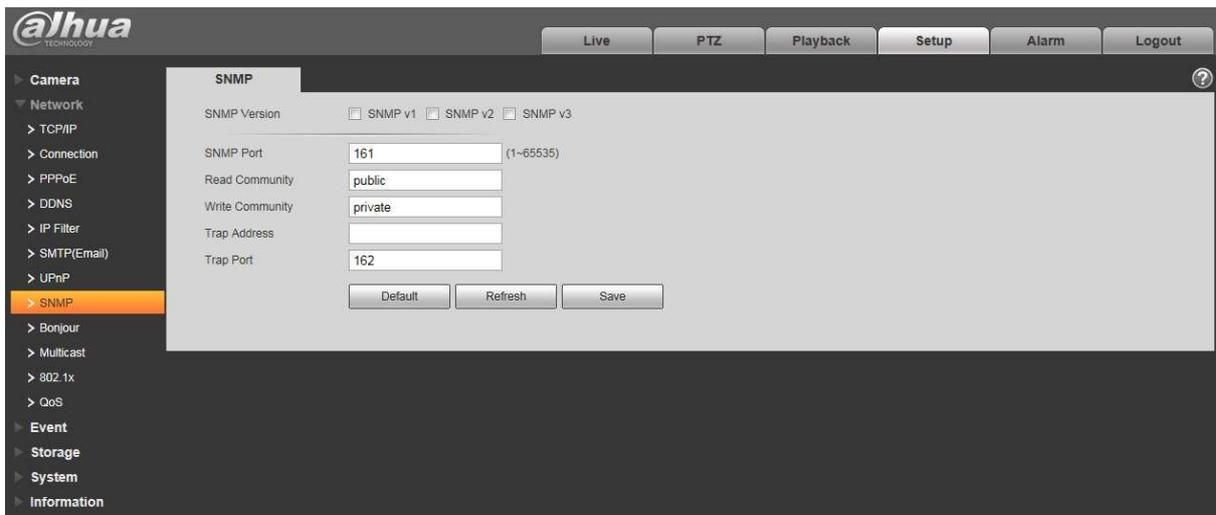 alhua
TECHNOLOGY
Live PTZ Playback Setup Alarm Logout
Camera
Network
> TCP/IP
> Connection
> PPPoE
> DDNS
> IP Filter
> SMTP(Email)
> UPnP
> SNMP
> Bonjour
> Multicast
> 802.1x
> QoS
Event
Storage
System
Information
SNMP
?
SNMP Version SNMP v1 SNMP v2 SNMP v3
SNMP Port 161 (1~65535)
Read Community public
Write Community private
Trap Address
Trap Port 162
Default Refresh Save